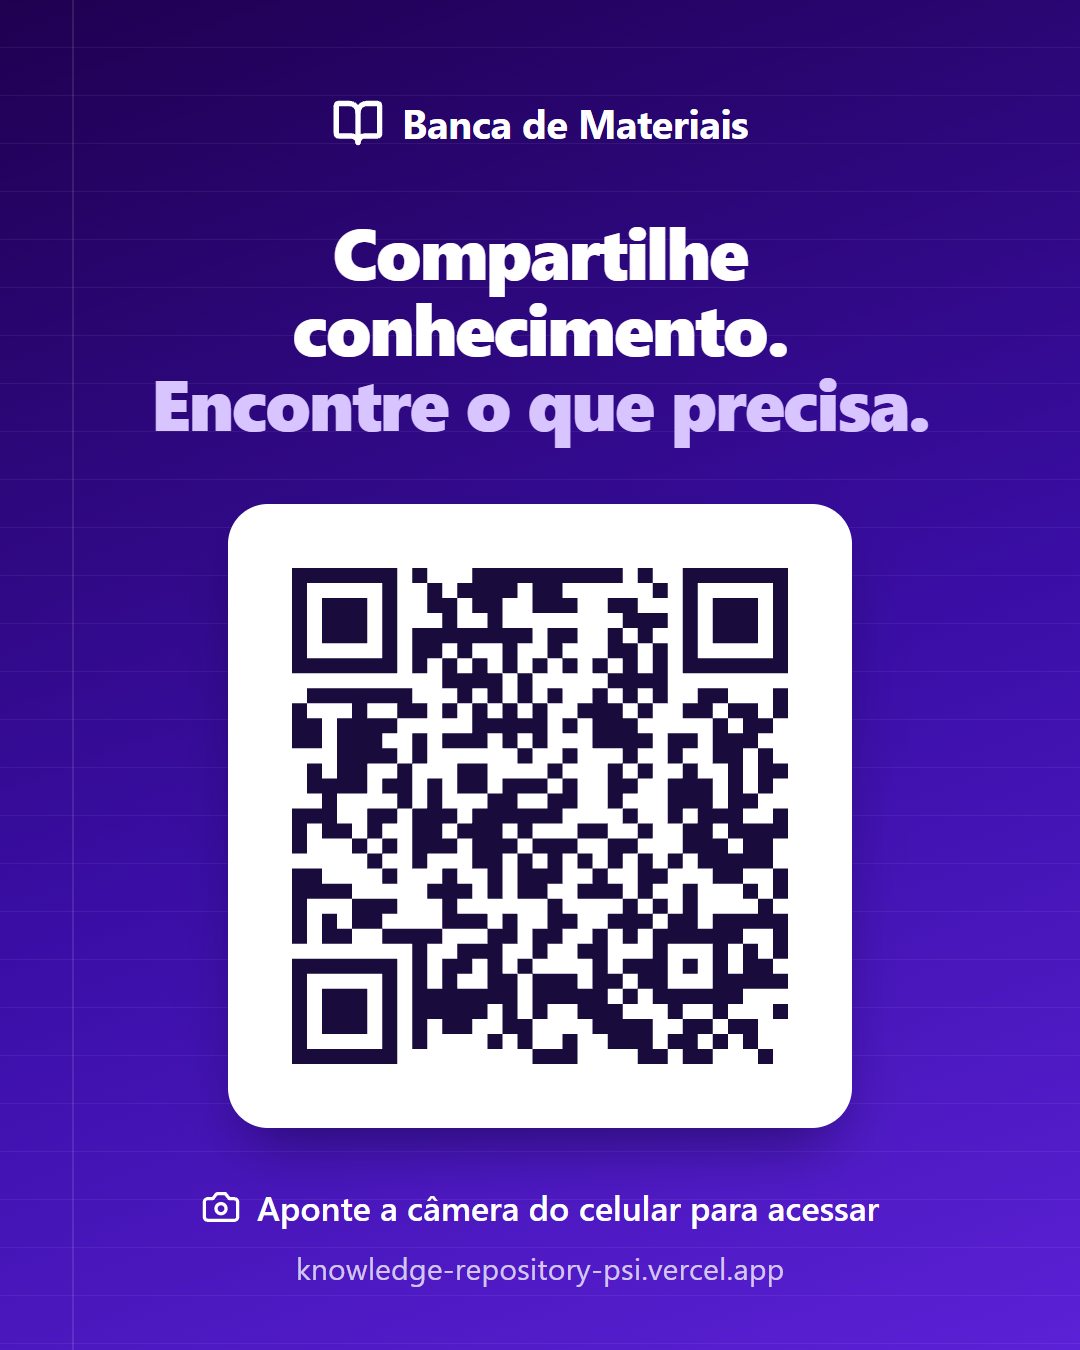 Banca de Materiais
Compartilhe
conhecimento.
Encontre o que precisa.
Aponte a câmera do celular para acessar
knowledge-repository-psi.vercel.app